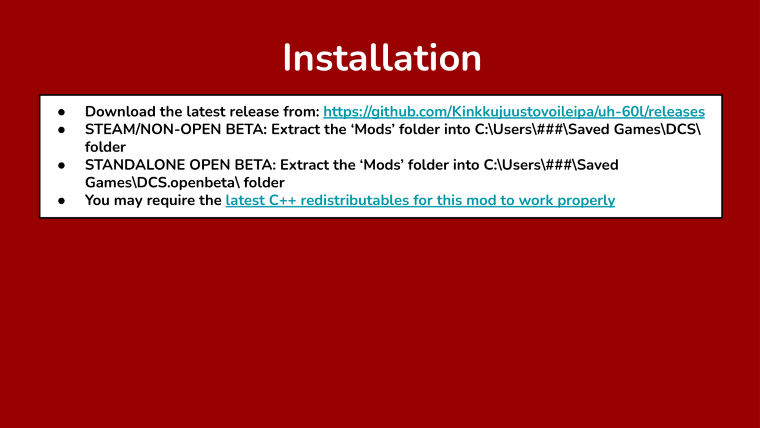 Installation
● Download the latest release from: https://github.com/Kinkkujuustovoileipa/uh-60l/releases
● STEAM/NON-OPEN BETA: Extract the ‘Mods’ folder into C:\Users\###\Saved Games\DCS\
folder
● STANDALONE OPEN BETA: Extract the ‘Mods’ folder into C:\Users\###\Saved
Games\DCS.openbeta\ folder
● You may require the latest C++ redistributables for this mod to work properly